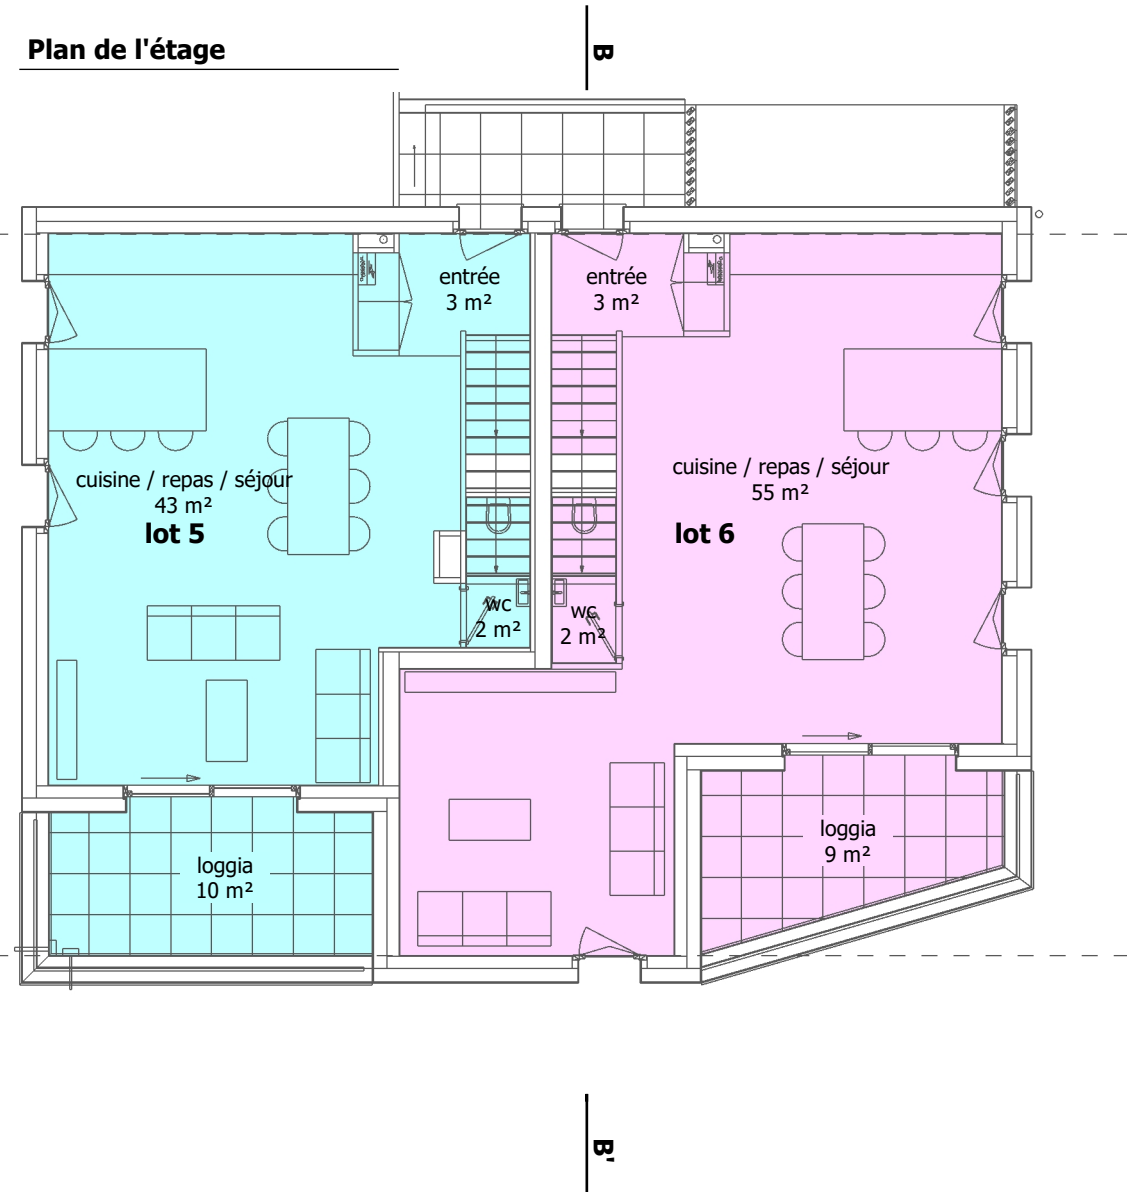 Plan de l'étage
B
entrée
3 m²
entrée
3 m²
cuisine / repas / séjour
43 m²
lot 5
cuisine / repas / séjour
55 m²
lot 6
wc
2 m²
wc
2 m²
loggia
10 m²
loggia
9 m²
B'